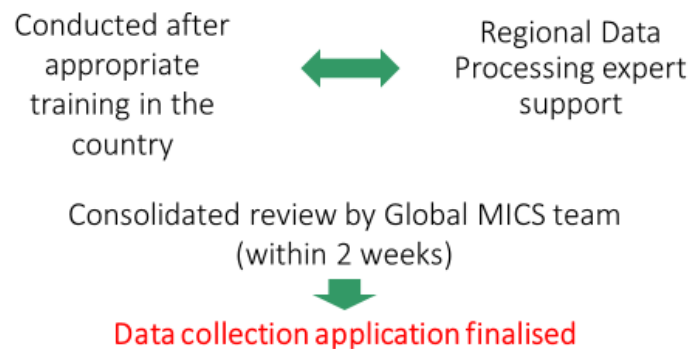 Conducted after
appropriate
training in the
country
Regional Data
Processing expert
support
Consolidated review by Global MICS team
(within 2 weeks)
Data collection application finalised